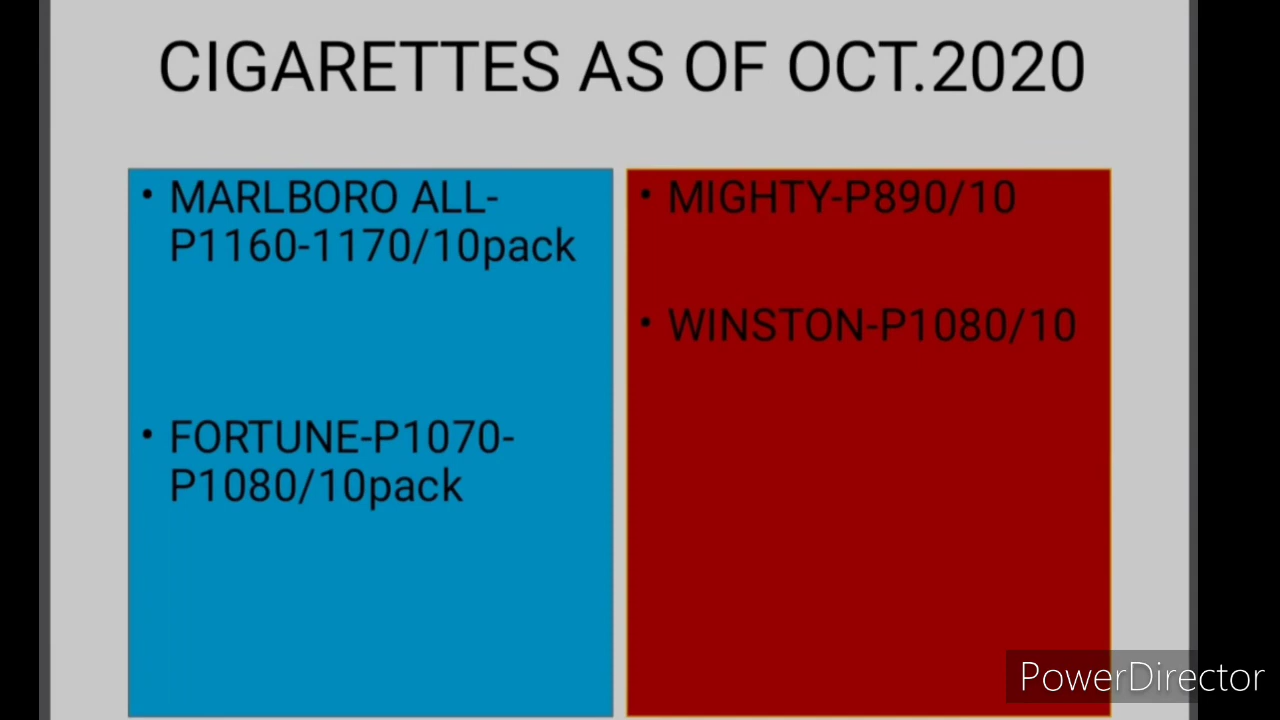 CIGARETTES AS OF OCT.2020
• MARLBORO ALL-
P1160-1170/10pack
• FORTUNE-P1070-
P1080/10pack
• MIGHTY-P890/10
• WINSTON-P1080/10
PowerDirector